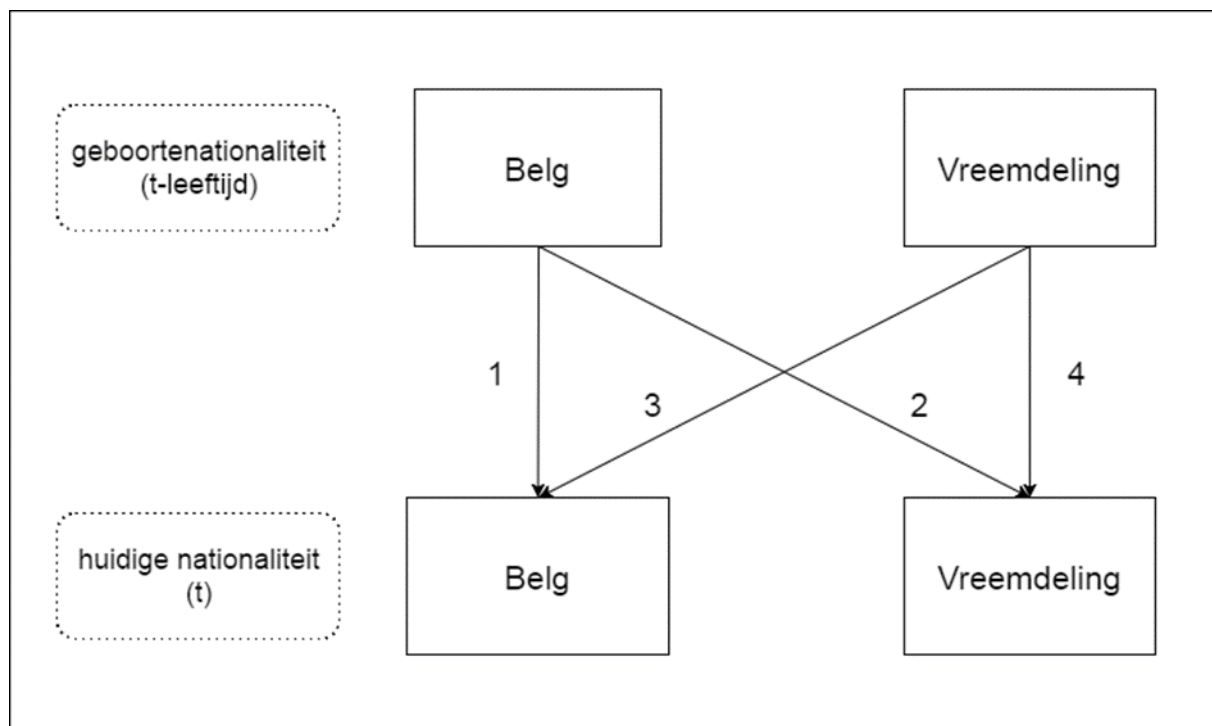 geboortenationaliteit
(t-leeftijd)
Belg
Vreemdeling
1
3
2
4
huidige nationaliteit
(t)
Belg
Vreemdeling